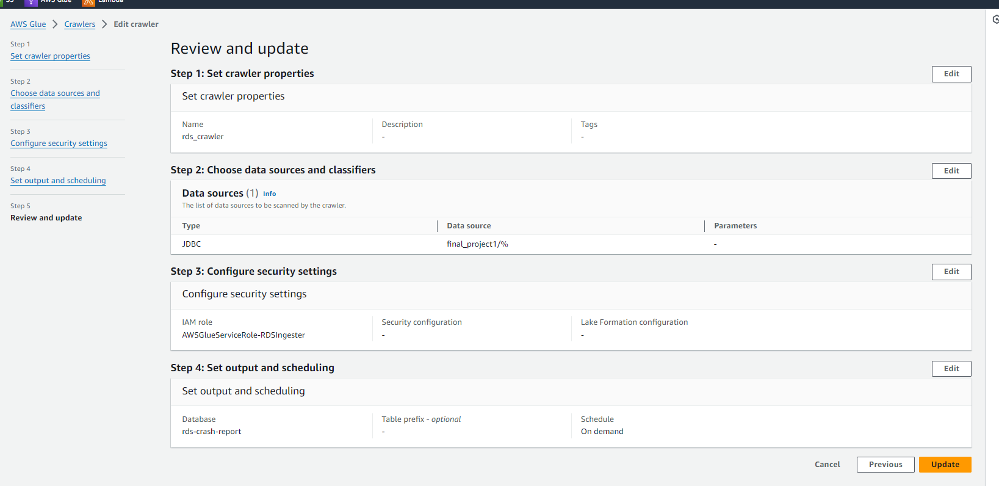 AWS Glue
Lambda
AWS Glue > Crawlers > Edit crawler
Step 1
Set crawler properties
Step 2
Choose data sources and
classifiers
Step 3
Configure security settings
Step 4
Set output and scheduling
Step 5
Review and update
Review and update
Step 1: Set crawler properties
Edit
Set crawler properties
Name
rds_crawler
Description
-
Tags
-
Step 2: Choose data sources and classifiers
Edit
Data sources (1) Info
The list of data sources to be scanned by the crawler.
Type
Data source
Parameters
JDBC
final_project1/%
-
Step 3: Configure security settings
Edit
Configure security settings
IAM role
AWSGlueServiceRole-RDSIngester
Security configuration
-
Lake Formation configuration
-
Step 4: Set output and scheduling
Edit
Set output and scheduling
Database
rds-crash-report
Table prefix - optional
-
Schedule
On demand
Cancel
Previous
Update